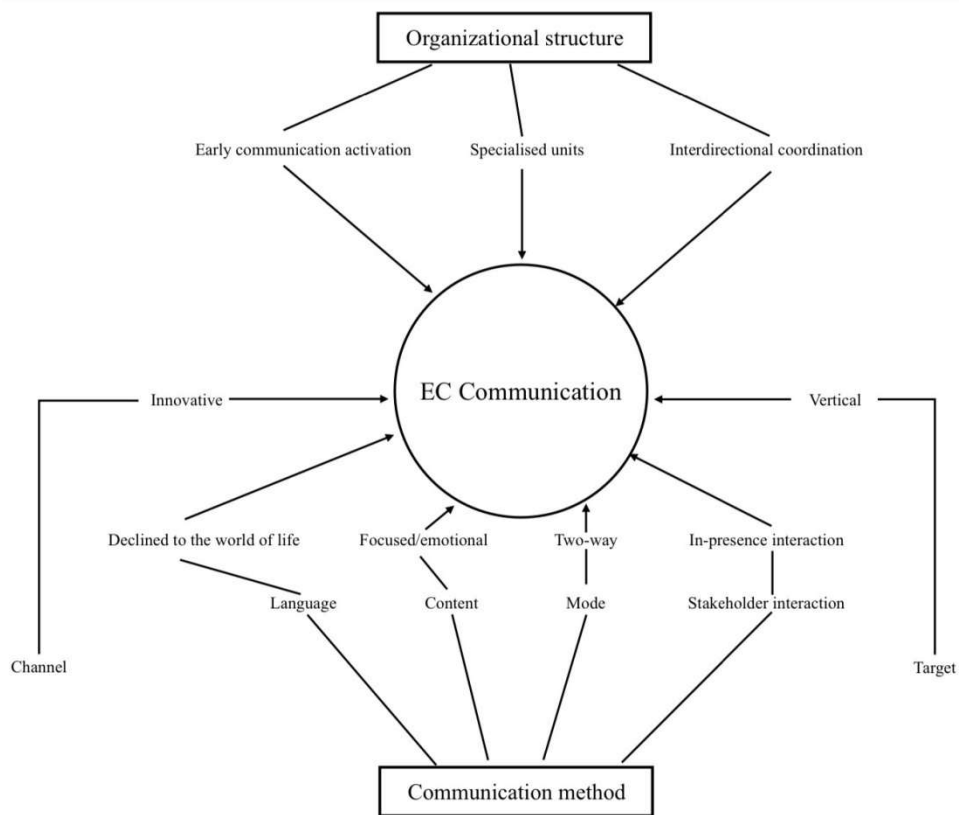 Organizational structure
Early communication activation
Specialised units
Interdirectional coordination
EC Communication
Innovative
Vertical
Declined to the world of life
Focused/emotional
Two-way
In-presence interaction
Language
Content
Mode
Stakeholder interaction
Channel
Target
Communication method